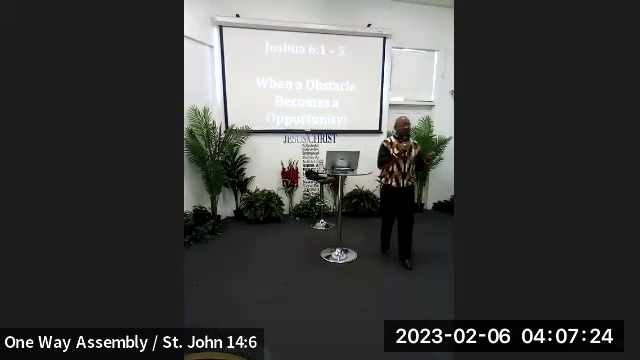 Joshua 6:1 - 5
When a Obstacle
Becomes a
Opportunity!
JESUS CHRIST
One Way Assembly / St. John 14:6
2023-02-06 04:07:24